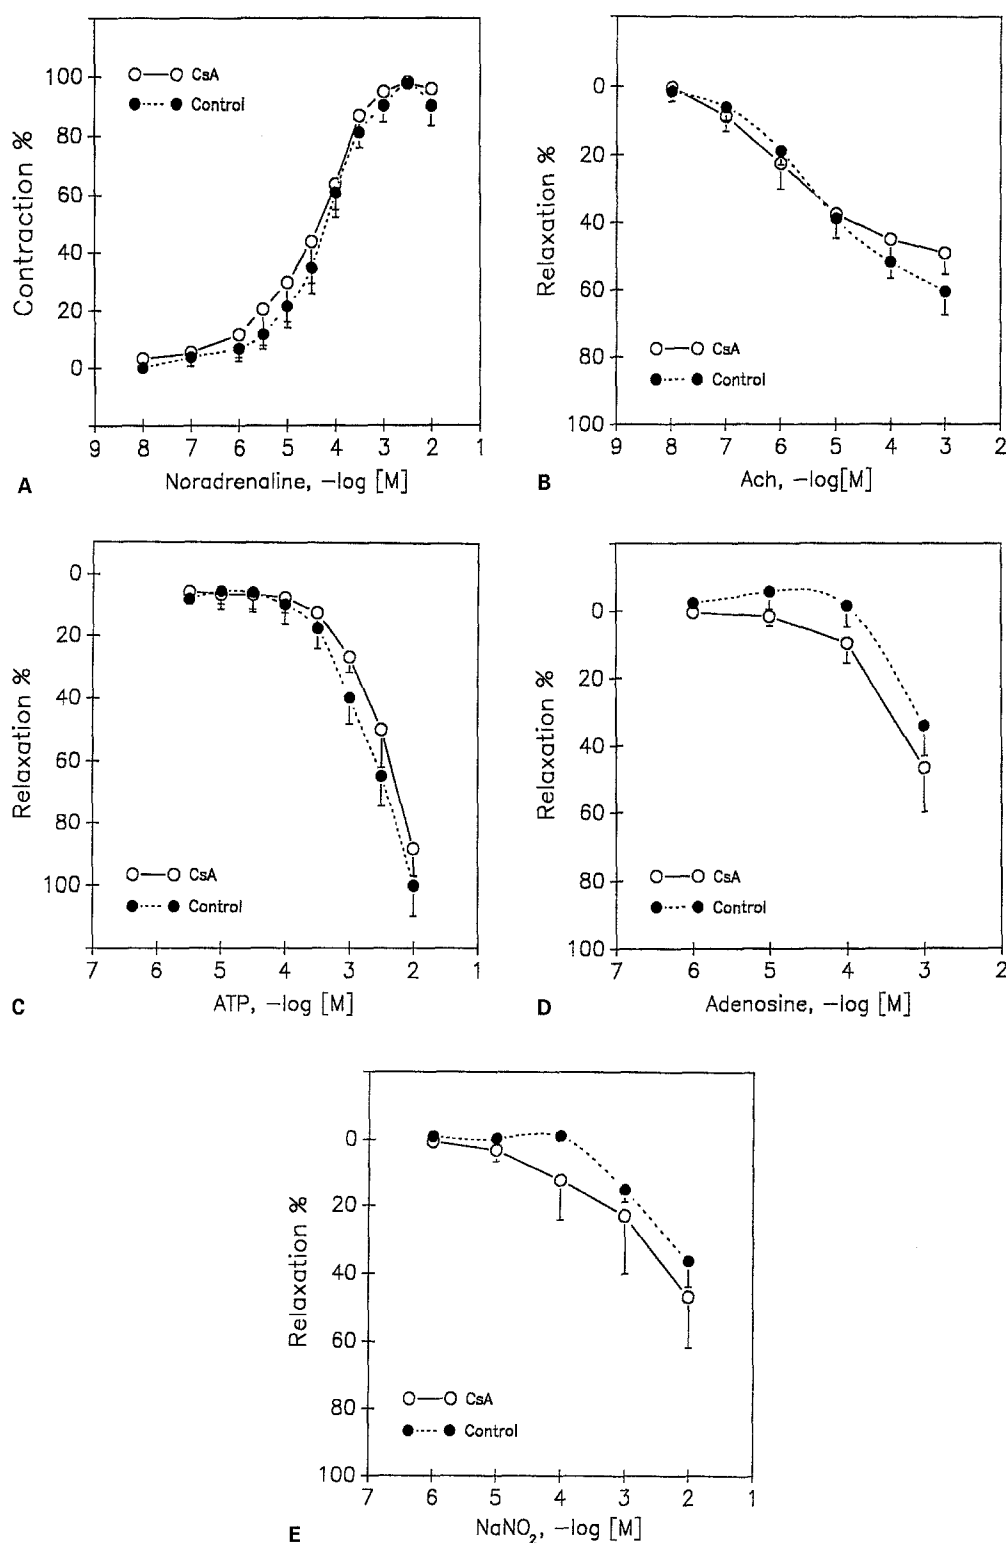 Contraction %
100
80
60
40
20
0
CsA
Control
9 8 7 6 5 4 3 2 1
Noradrenaline, −log [M]
A
Relaxation %
0
20
40
60
80
100
CsA
Control
9 8 7 6 5 4 3 2
Ach, −log[M]
B
Relaxation %
0
20
40
60
80
100
CsA
Control
7 6 5 4 3 2 1
ATP, −log [M]
C
Relaxation %
0
20
40
60
80
100
CsA
Control
7 6 5 4 3 2
Adenosine, −log [M]
D
Relaxation %
0
20
40
60
80
100
CsA
Control
7 6 5 4 3 2 1
NaNO₂, −log [M]
E